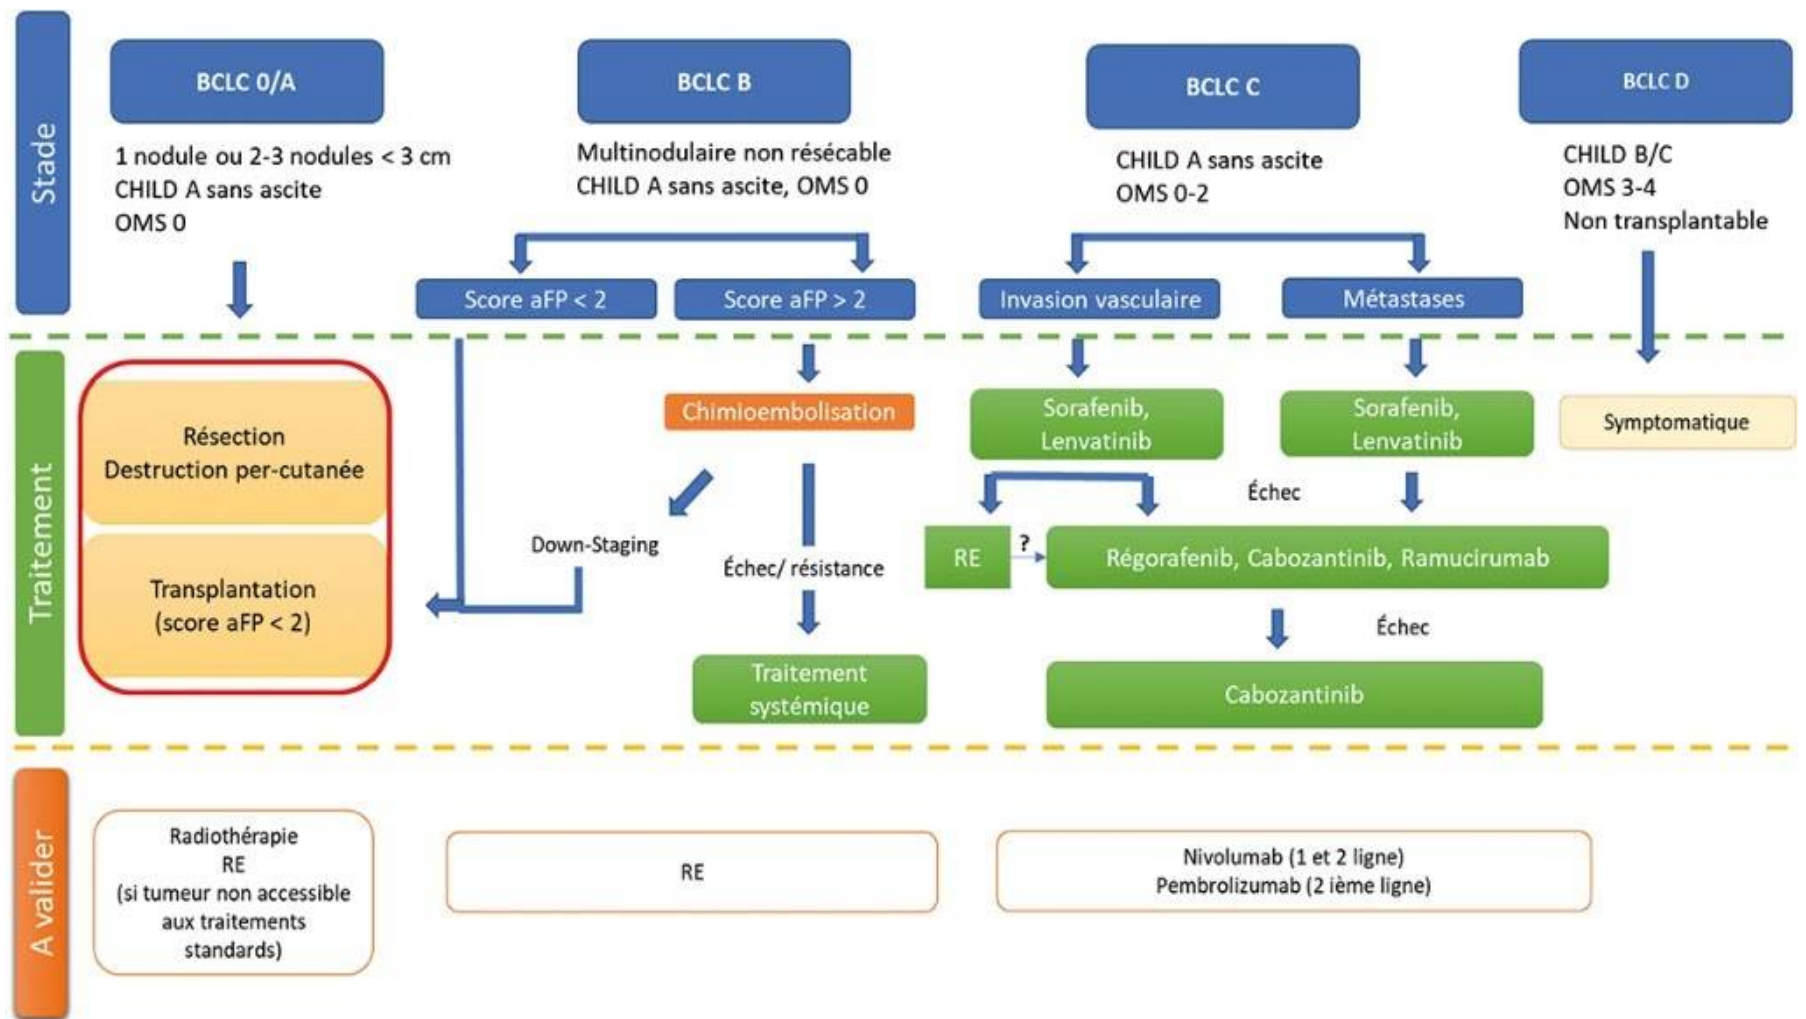 Stade
BCLC 0/A
1 nodule ou 2-3 nodules < 3 cm
CHILD A sans ascite
OMS 0
BCLC B
Multinodulaire non résécable
CHILD A sans ascite, OMS 0
Score aFP < 2
Score aFP > 2
BCLC C
CHILD A sans ascite
OMS 0-2
Invasion vasculaire
Métastases
BCLC D
CHILD B/C
OMS 3-4
Non transplantable
Traitement
Résection
Destruction per-cutanée
Transplantation
(score aFP < 2)
Chimioembolisation
Down-Staging
Échec/ résistance
Traitement
systémique
Sorafenib,
Lenvatinib
Sorafenib,
Lenvatinib
Échec
RE
?
Régorafenib, Cabozantinib, Ramucirumab
Échec
Cabozantinib
Symptomatique
A valider
Radiothérapie
RE
(si tumeur non accessible
aux traitements
standards)
RE
Nivolumab (1 et 2 ligne)
Pembrolizumab (2 ième ligne)